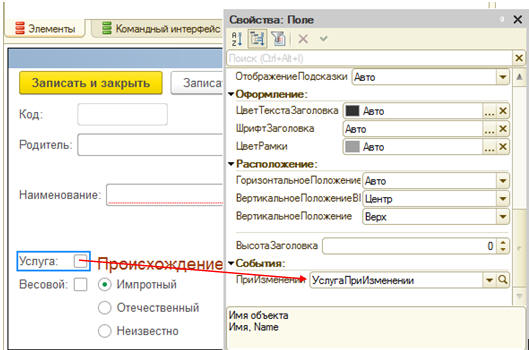 Элементы
Командный интерфейс
Записать и закрыть
Записа
Код:
Родитель:
Наименование:
Услуга:
Происхождение
Весовой:
Импротный
Отечественный
Неизвестно
Свойства: Поле
Поиск (Ctrl+Alt+I)
ОтображениеПодсказки Авто
Оформление:
ЦветТекстаЗаголовка Авто
ШрифтЗаголовка Авто
ЦветРамки Авто
Расположение:
ГоризонтальноеПоложение Авто
ВертикальноеПоложениеВ Центр
ВертикальноеПоложение Верх
ВысотаЗаголовка 0
События:
ПриИзменении УслугаПриИзменении
Имя объекта
Имя, Name